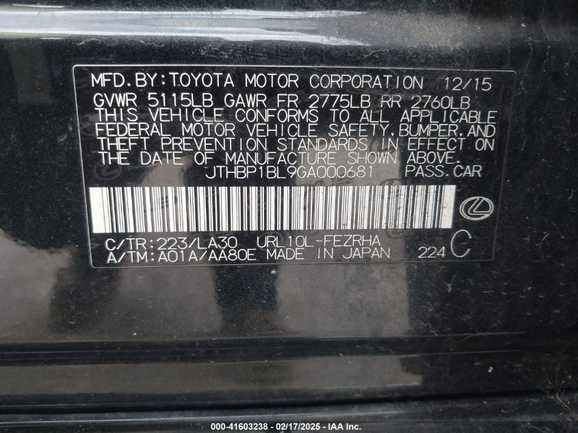 MFD. BY: TOYOTA MOTOR CORPORATION 12/15
GVWR 5115LB GAWR FR 2775LB RR 2760LB
THIS VEHICLE CONFORMS TO ALL APPLICABLE
FEDERAL MOTOR VEHICLE SAFETY, BUMPER, AND
THEFT PREVENTION STANDARDS IN EFFECT ON
THE DATE OF MANUFACTURE SHOWN ABOVE.
JTHBP1BL9GA000681 PASS.CAR
C/TR:223/LA30 URL10L-FEZRHA
A/TM:A01A/AA80E MADE IN JAPAN 224 C
000-41603238 - 02/17/2025 - IAA Inc.